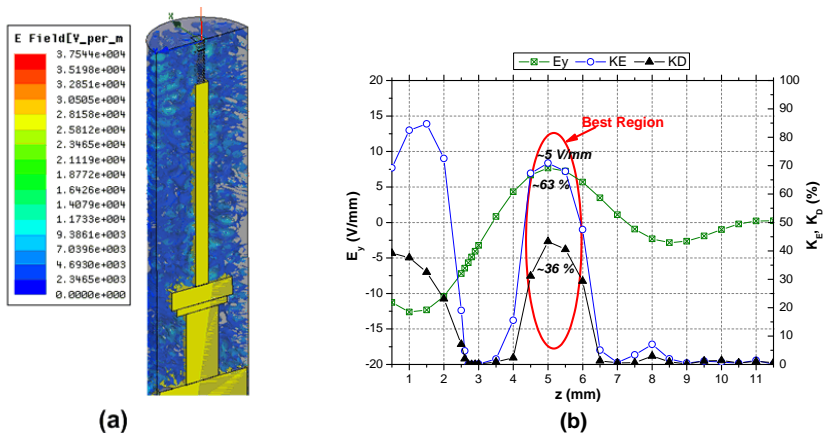 E Field[V_per_m
3.7544e+004
3.5198e+004
3.2851e+004
3.0505e+004
2.8158e+004
2.5812e+004
2.3465e+004
2.1119e+004
1.8772e+004
1.6426e+004
1.4079e+004
1.1733e+004
9.3861e+003
7.0396e+003
4.6930e+003
2.3465e+003
0.0000e+000
X
(a)
Ey KE KD
20
15
10
5
0
-5
-10
-15
-20
E_y (V/mm)
Best Region
~5 V/mm
~63 %
~36 %
100
90
80
70
60
50
40
30
20
10
0
K_E, K_D (%)
1 2 3 4 5 6 7 8 9 10 11
z (mm)
(b)